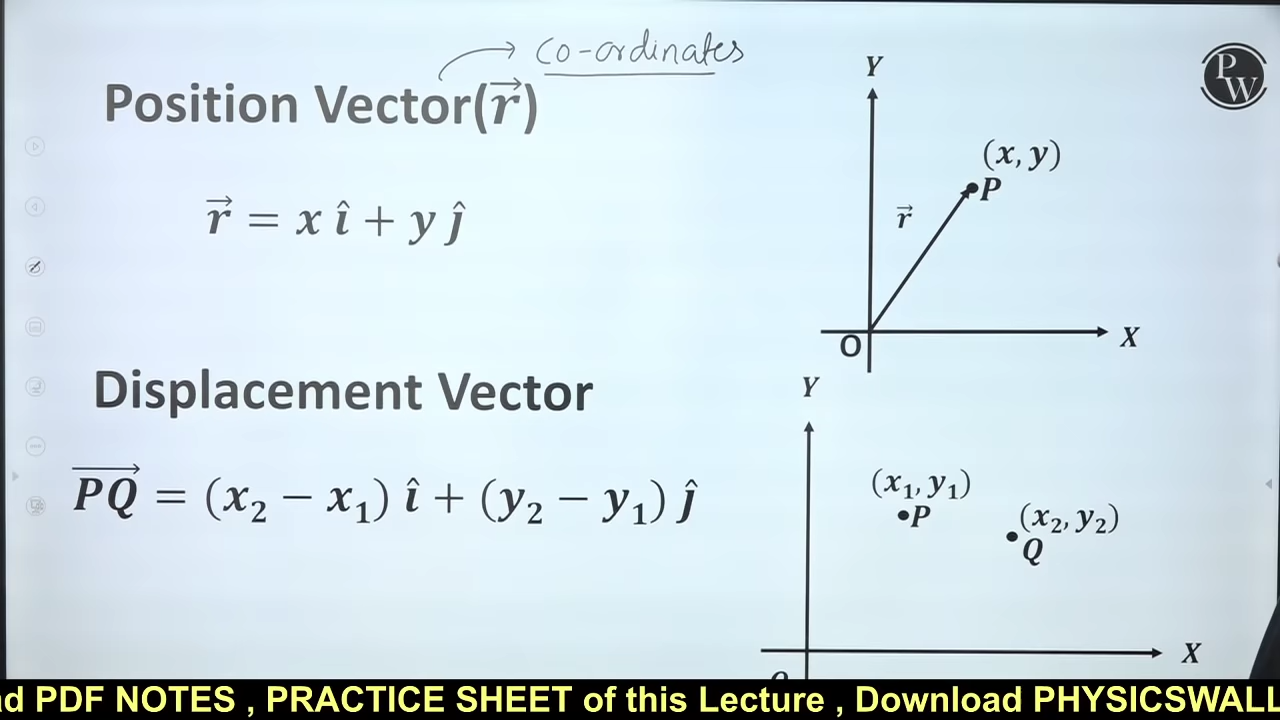 co-ordinates
Position Vector(r⃗)
r⃗ = x î + y ĵ
Y
(x, y)
P
r⃗
O
X
PW
Displacement Vector
P͞Q⃗ = (x₂ − x₁) î + (y₂ − y₁) ĵ
Y
(x₁, y₁)
P
(x₂, y₂)
Q
X
PDF NOTES , PRACTICE SHEET of this Lecture , Download PHYSICSWALL